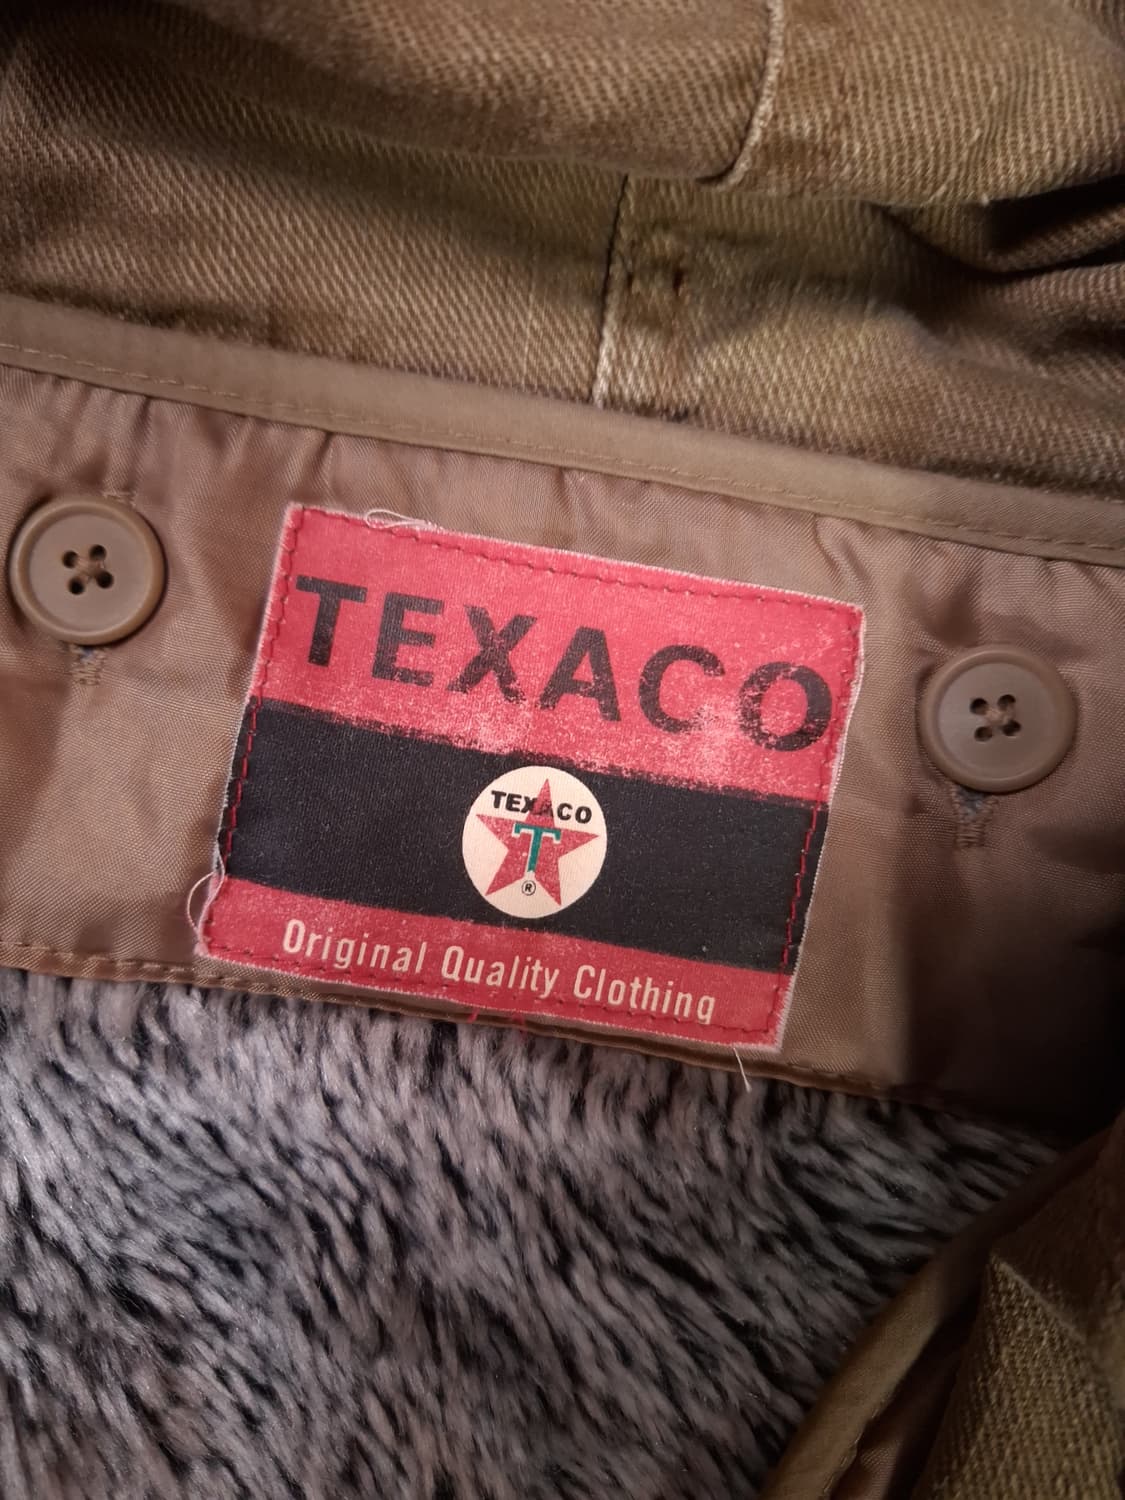 TEXACO
TEXACO
T
®
Original Quality Clothing